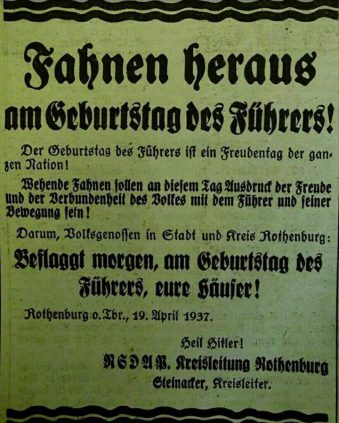 Fahnen heraus
am Geburtstag des Führers!
Der Geburtstag des Führers ist ein Freudentag der gan-
zen Nation!
Wehende Fahnen sollen an diesem Tag Ausdruck der Freude
und der Verbundenheit des Volkes mit dem Führer und seiner
Bewegung sein!
Darum, Volksgenossen in Stadt und Kreis Rothenburg:
Beflaggt morgen, am Geburtstag des
Führers, eure Häuser!
Rothenburg o. Tbr., 19. April 1937.
Heil Hitler!
NSDAP. Kreisleitung Rothenburg
Steinacker, Kreisleiter.